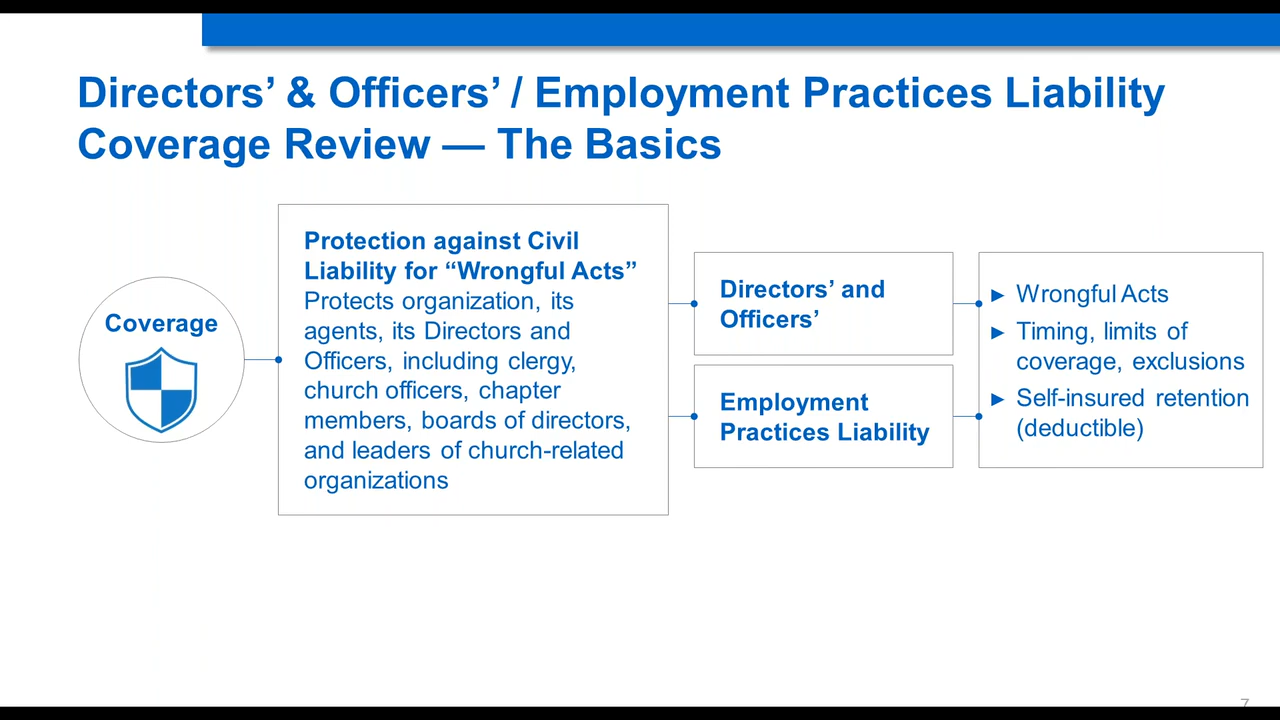 Directors’ & Officers’ / Employment Practices Liability
Coverage Review — The Basics
Coverage
Protection against Civil
Liability for “Wrongful Acts”
Protects organization, its
agents, its Directors and
Officers, including clergy,
church officers, chapter
members, boards of directors,
and leaders of church-related
organizations
Directors’ and
Officers’
Employment
Practices Liability
► Wrongful Acts
► Timing, limits of
coverage, exclusions
► Self-insured retention
(deductible)
7